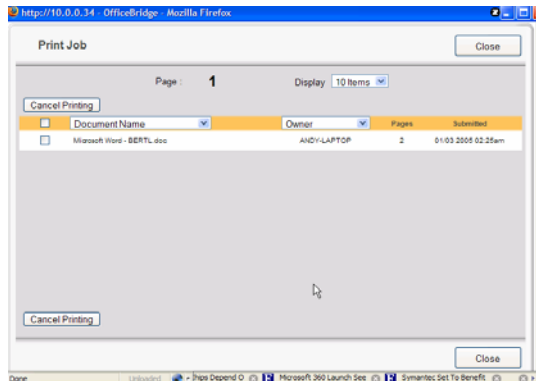 http://10.0.0.34 - OfficeBridge - Mozilla Firefox
Print Job
Close
Page : 1 Display 10 Items
Cancel Printing
Document Name Owner Pages Submitted
Microsoft Word - BERTL.doc ANDY-LAPTOP 2 01/03 2005 02:25am
Cancel Printing
Close
Done Unloaded Depend O Microsoft 360 Launch See Symantec Set To Benefit